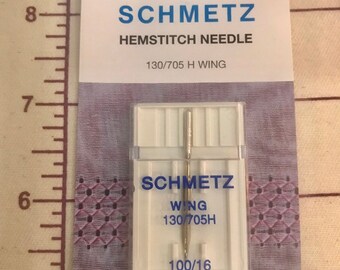 SCHMETZ
HEMSTITCH NEEDLE
130/705 H WING
SCHMETZ
WING
130/705H
100/16
8
7
6